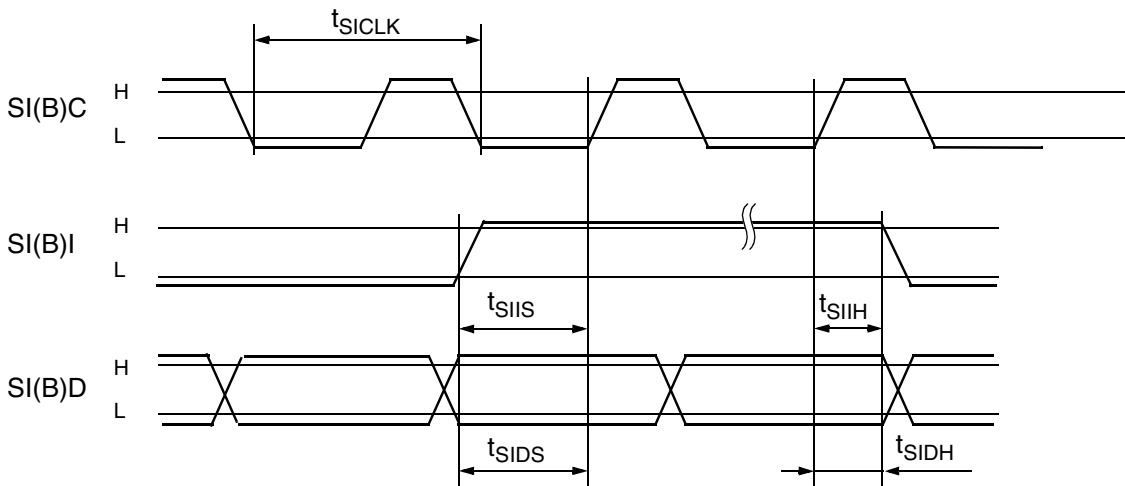 tSICLK
SI(B)C
H
L
SI(B)I
H
L
tSIIS
tSIIH
SI(B)D
H
L
tSIDS
tSIDH